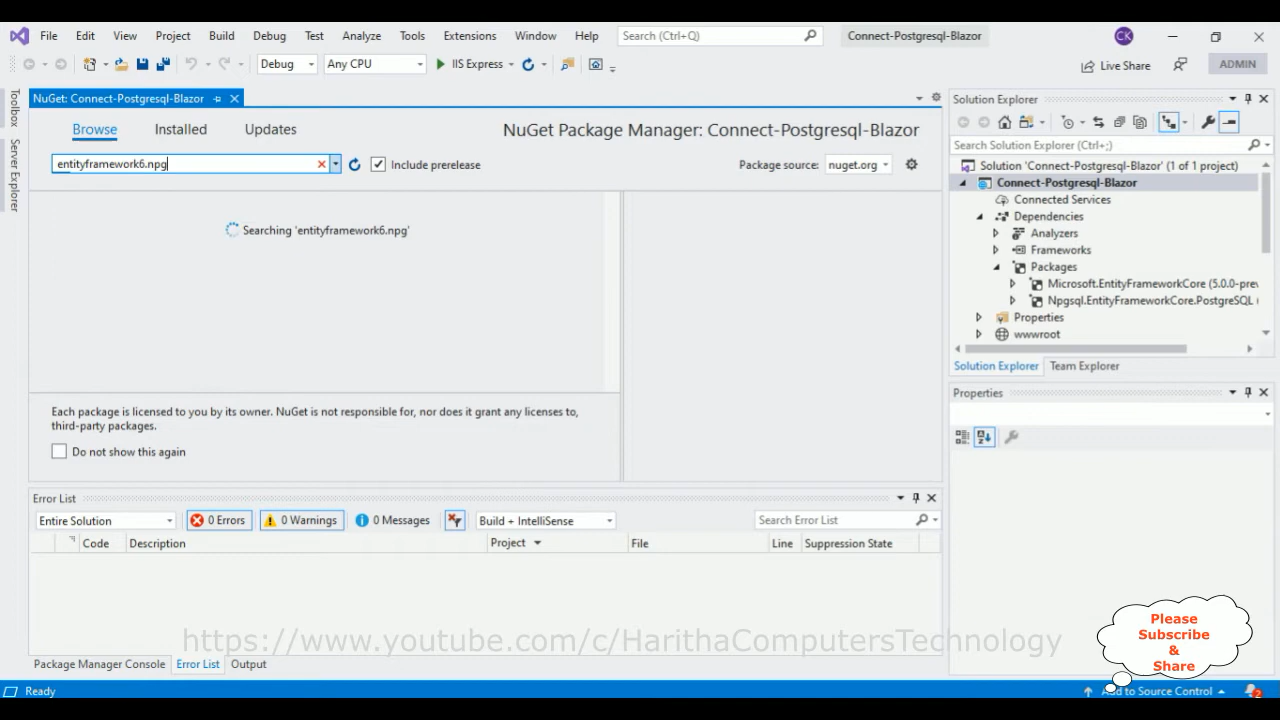 File Edit View Project Build Debug Test Analyze Tools Extensions Window Help Search (Ctrl+Q) Connect-Postgresql-Blazor CK
Debug Any CPU IIS Express Live Share ADMIN
Toolbox
Server Explorer
NuGet: Connect-Postgresql-Blazor
Browse Installed Updates NuGet Package Manager: Connect-Postgresql-Blazor
entityframework6.npg Include prerelease Package source: nuget.org
Searching 'entityframework6.npg'
Each package is licensed to you by its owner. NuGet is not responsible for, nor does it grant any licenses to,
third-party packages.
Do not show this again
Solution Explorer
Search Solution Explorer (Ctrl+;)
Solution 'Connect-Postgresql-Blazor' (1 of 1 project)
Connect-Postgresql-Blazor
Connected Services
Dependencies
Analyzers
Frameworks
Packages
Microsoft.EntityFrameworkCore (5.0.0-prev
Npgsql.EntityFrameworkCore.PostgreSQL (
Properties
wwwroot
Solution Explorer Team Explorer
Properties
Error List
Entire Solution 0 Errors 0 Warnings 0 Messages Build + IntelliSense Search Error List
Code Description Project File Line Suppression State
https://www.youtube.com/c/HarithaComputersTechnology
Please
Subscribe
&
Share
Package Manager Console Error List Output
Ready Add to Source Control 2